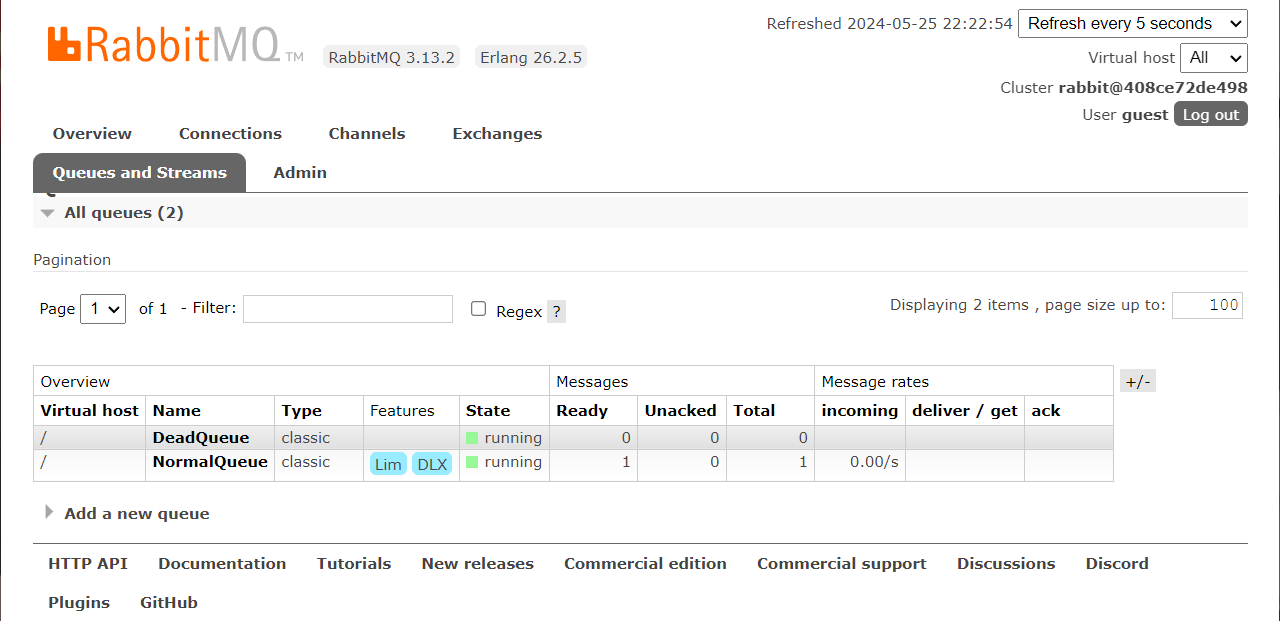 Refreshed 2024-05-25 22:22:54 Refresh every 5 seconds
RabbitMQ TM RabbitMQ 3.13.2 Erlang 26.2.5
Virtual host All
Cluster rabbit@408ce72de498
User guest Log out
Overview Connections Channels Exchanges
Queues and Streams Admin
All queues (2)
Pagination
Page 1 of 1 - Filter: Regex ? Displaying 2 items , page size up to: 100
Overview Messages Message rates +/-
Virtual host Name Type Features State Ready Unacked Total incoming deliver / get ack
/ DeadQueue classic running 0 0 0
/ NormalQueue classic Lim DLX running 1 0 1 0.00/s
Add a new queue
HTTP API Documentation Tutorials New releases Commercial edition Commercial support Discussions Discord
Plugins GitHub